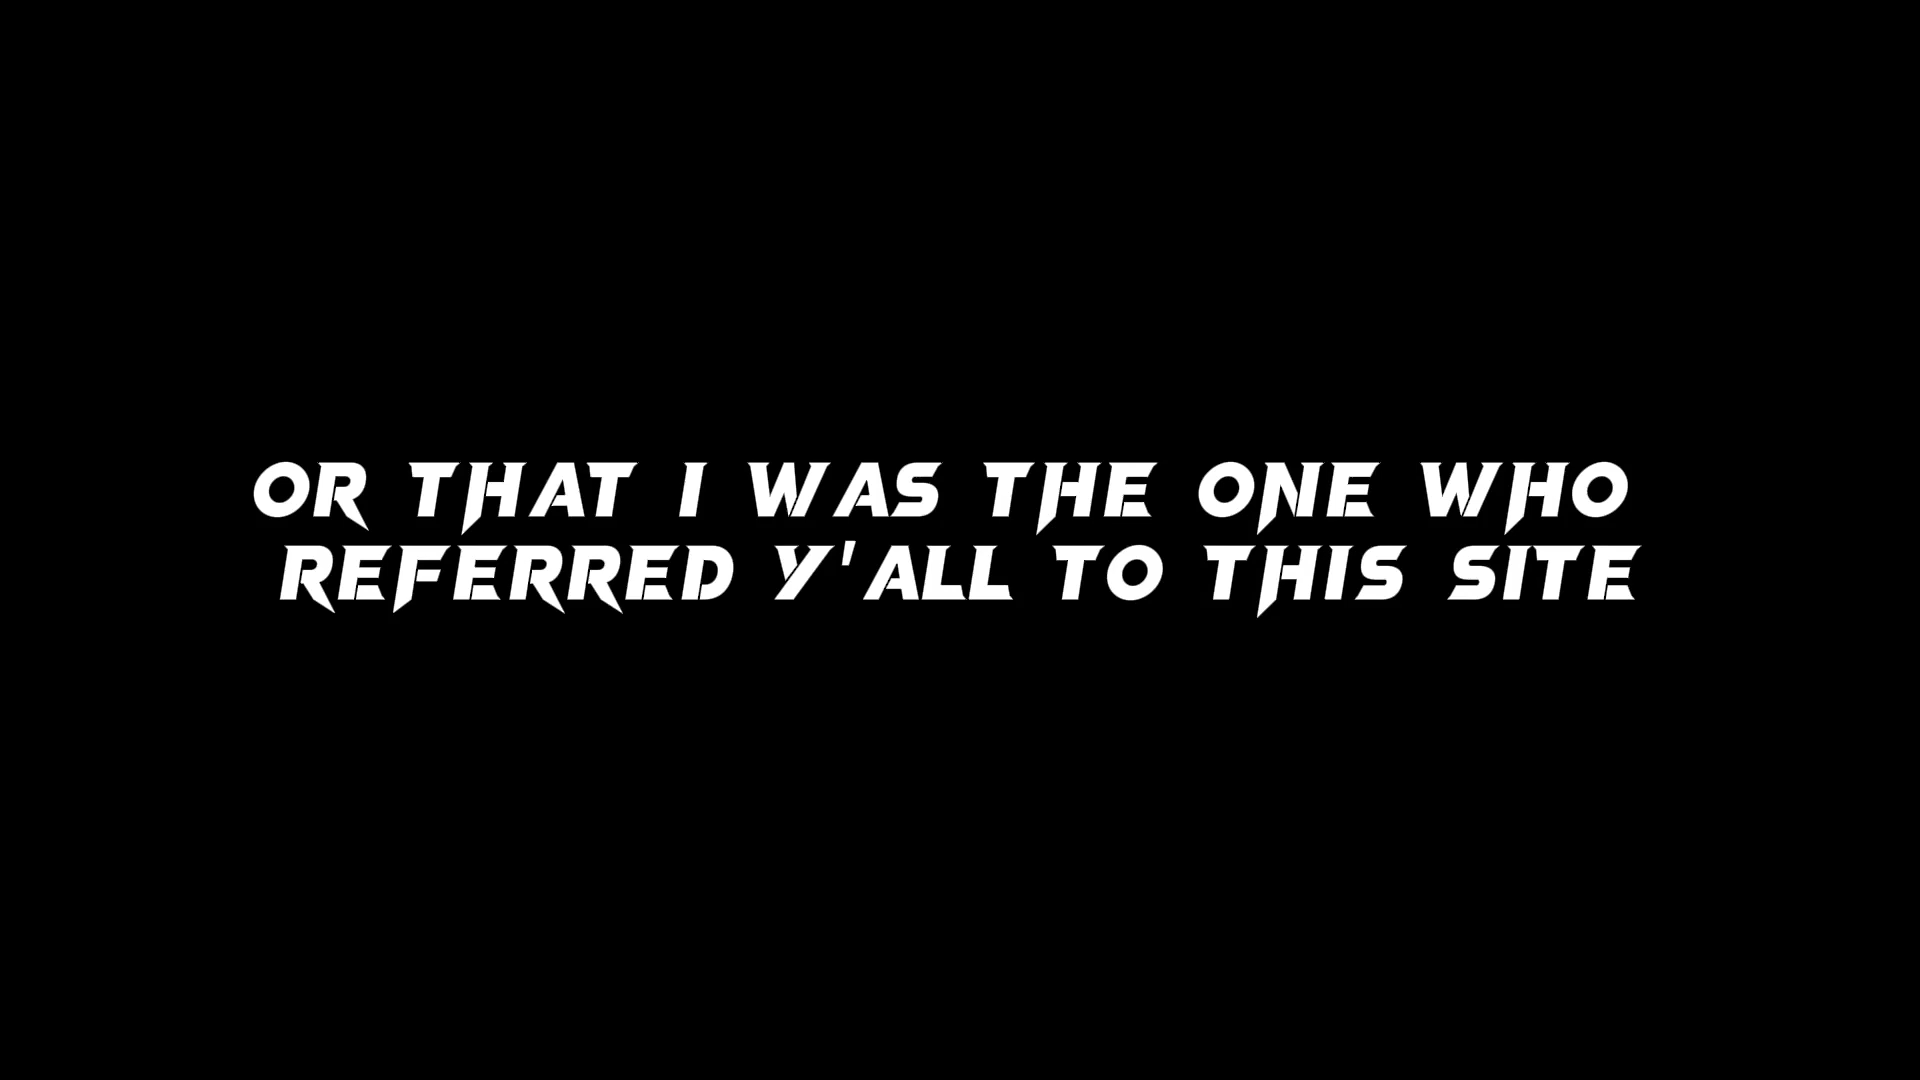 OR THAT I WAS THE ONE WHO
REFERRED Y'ALL TO THIS SITE